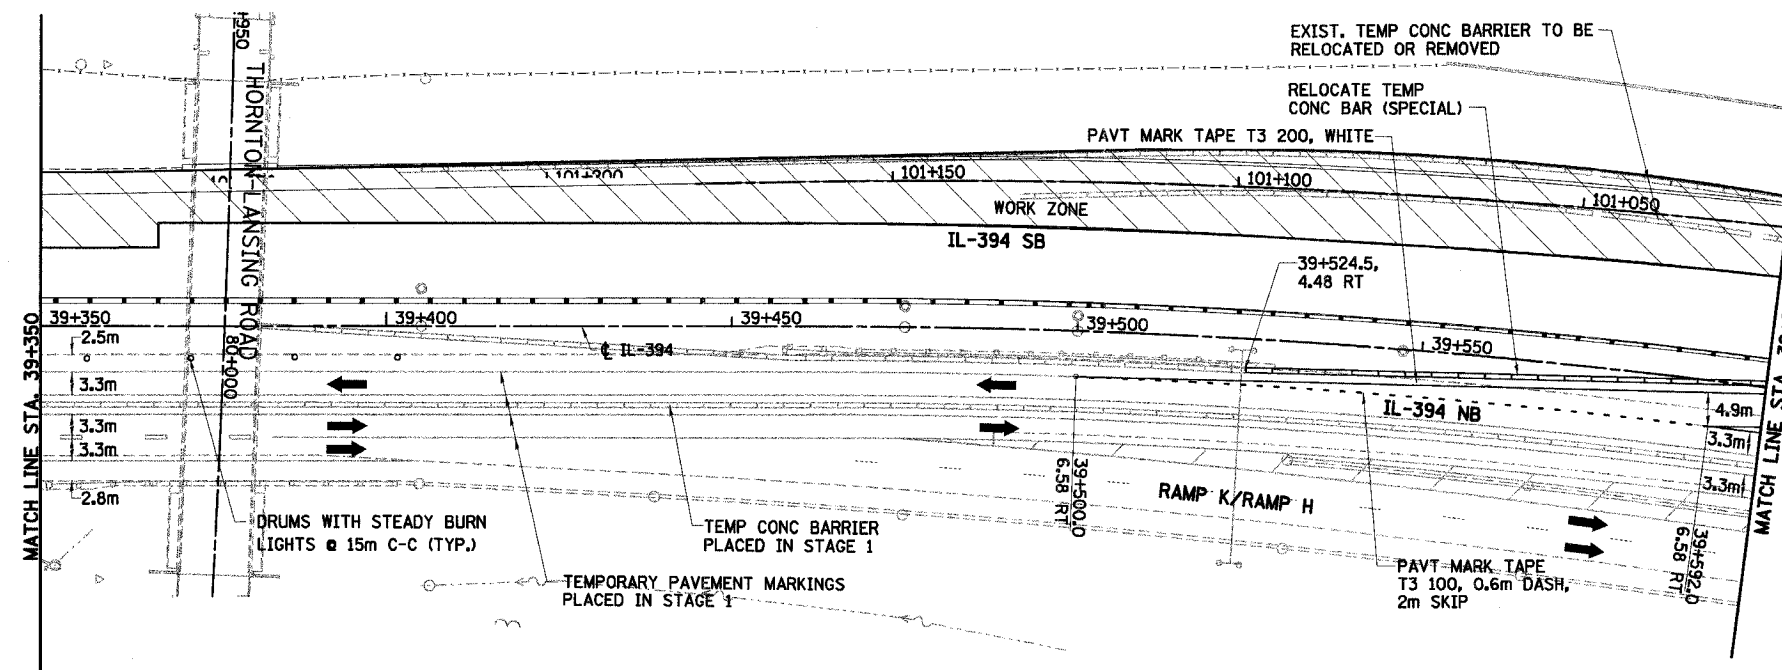 +950
THORNTON-LANSING ROAD
80+000
EXIST. TEMP CONC BARRIER TO BE
RELOCATED OR REMOVED
RELOCATE TEMP
CONC BAR (SPECIAL)
PAVT MARK TAPE T3 200, WHITE
101+200
101+150
101+100
101+050
WORK ZONE
IL-394 SB
39+524.5,
4.48 RT
MATCH LINE STA. 39+350
39+350
39+400
39+450
39+500
39+550
2.5m
℄ IL-394
3.3m
3.3m
3.3m
2.8m
IL-394 NB
4.9m
3.3m
3.3m
39+500.0
6.58 RT
RAMP K/RAMP H
39+592.0
6.58 RT
MATCH LINE STA.
DRUMS WITH STEADY BURN
LIGHTS @ 15m C-C (TYP.)
TEMP CONC BARRIER
PLACED IN STAGE 1
TEMPORARY PAVEMENT MARKINGS
PLACED IN STAGE 1
PAVT MARK TAPE
T3 100, 0.6m DASH,
2m SKIP